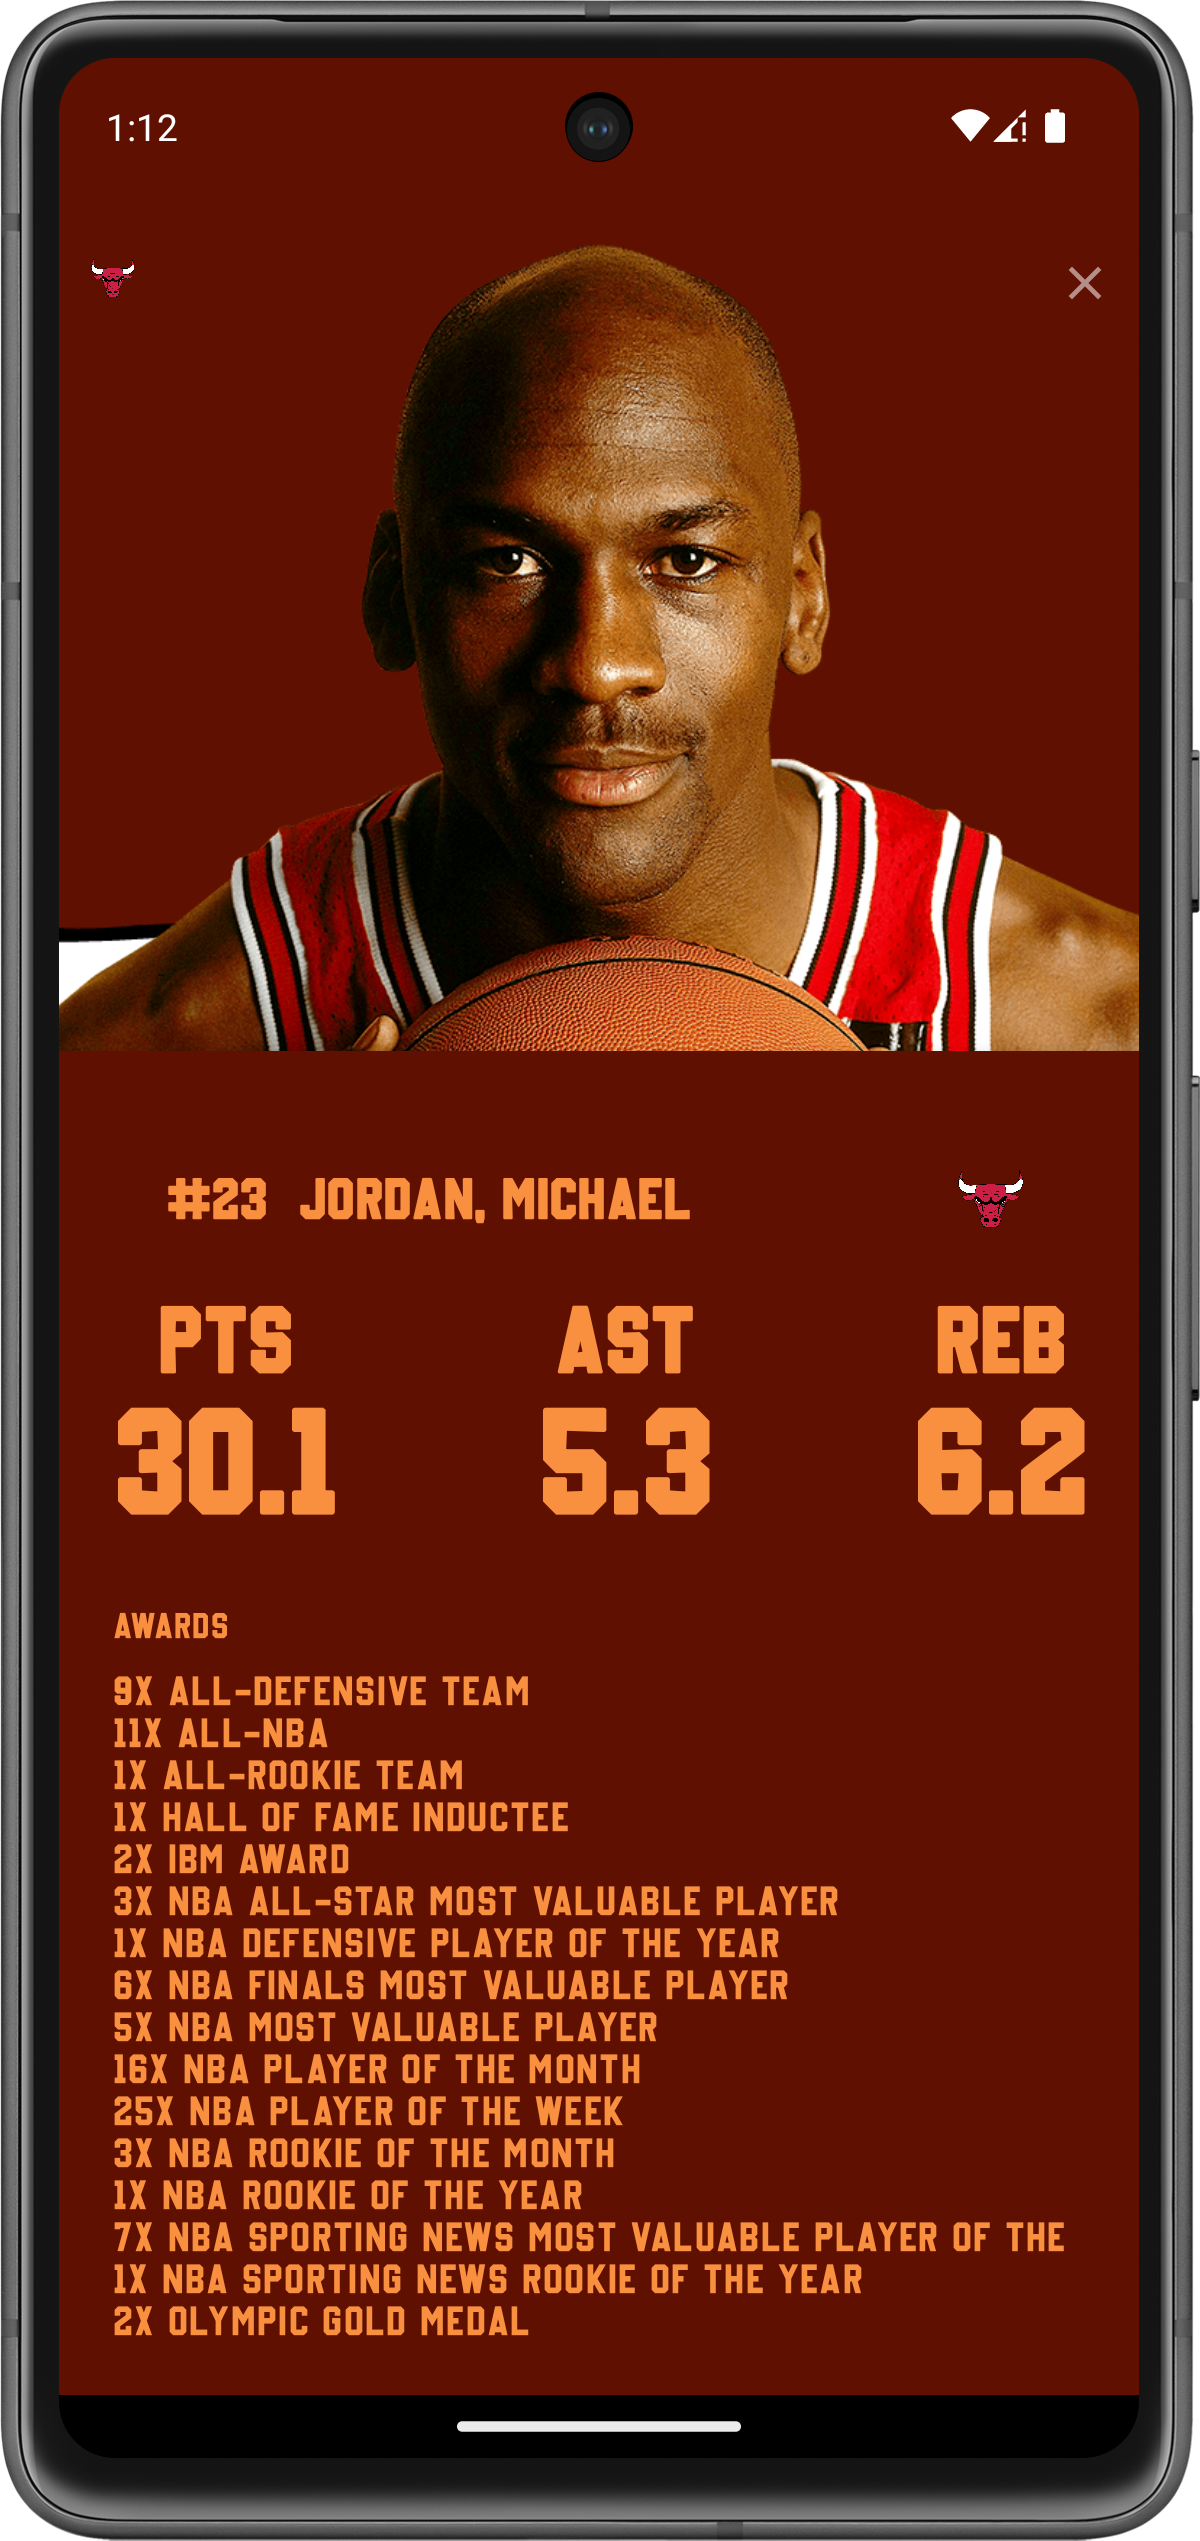 1:12
#23 JORDAN, MICHAEL
PTS AST REB
30.1 5.3 6.2
AWARDS
9X ALL-DEFENSIVE TEAM
11X ALL-NBA
1X ALL-ROOKIE TEAM
1X HALL OF FAME INDUCTEE
2X IBM AWARD
3X NBA ALL-STAR MOST VALUABLE PLAYER
1X NBA DEFENSIVE PLAYER OF THE YEAR
6X NBA FINALS MOST VALUABLE PLAYER
5X NBA MOST VALUABLE PLAYER
16X NBA PLAYER OF THE MONTH
25X NBA PLAYER OF THE WEEK
3X NBA ROOKIE OF THE MONTH
1X NBA ROOKIE OF THE YEAR
7X NBA SPORTING NEWS MOST VALUABLE PLAYER OF THE
1X NBA SPORTING NEWS ROOKIE OF THE YEAR
2X OLYMPIC GOLD MEDAL